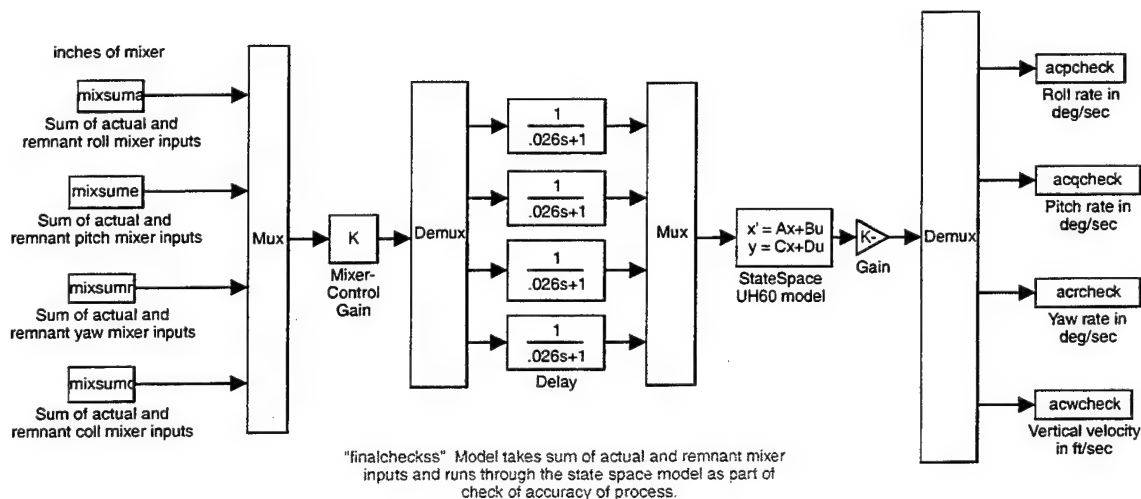 inches of mixer
mixsuma
Sum of actual and
remnant roll mixer inputs
mixsume
Sum of actual and
remnant pitch mixer inputs
mixsumr
Sum of actual and
remnant yaw mixer inputs
mixsumc
Sum of actual and
remnant coll mixer inputs
Mux
K
Mixer-
Control
Gain
Demux
1
.026s+1
1
.026s+1
1
.026s+1
1
.026s+1
Delay
Mux
x' = Ax+Bu
y = Cx+Du
StateSpace
UH60 model
K-
Gain
Demux
acpcheck
Roll rate in
deg/sec
acqcheck
Pitch rate in
deg/sec
acrcheck
Yaw rate in
deg/sec
acwcheck
Vertical velocity
in ft/sec
"finalcheckss" Model takes sum of actual and remnant mixer
inputs and runs through the state space model as part of
check of accuracy of process.